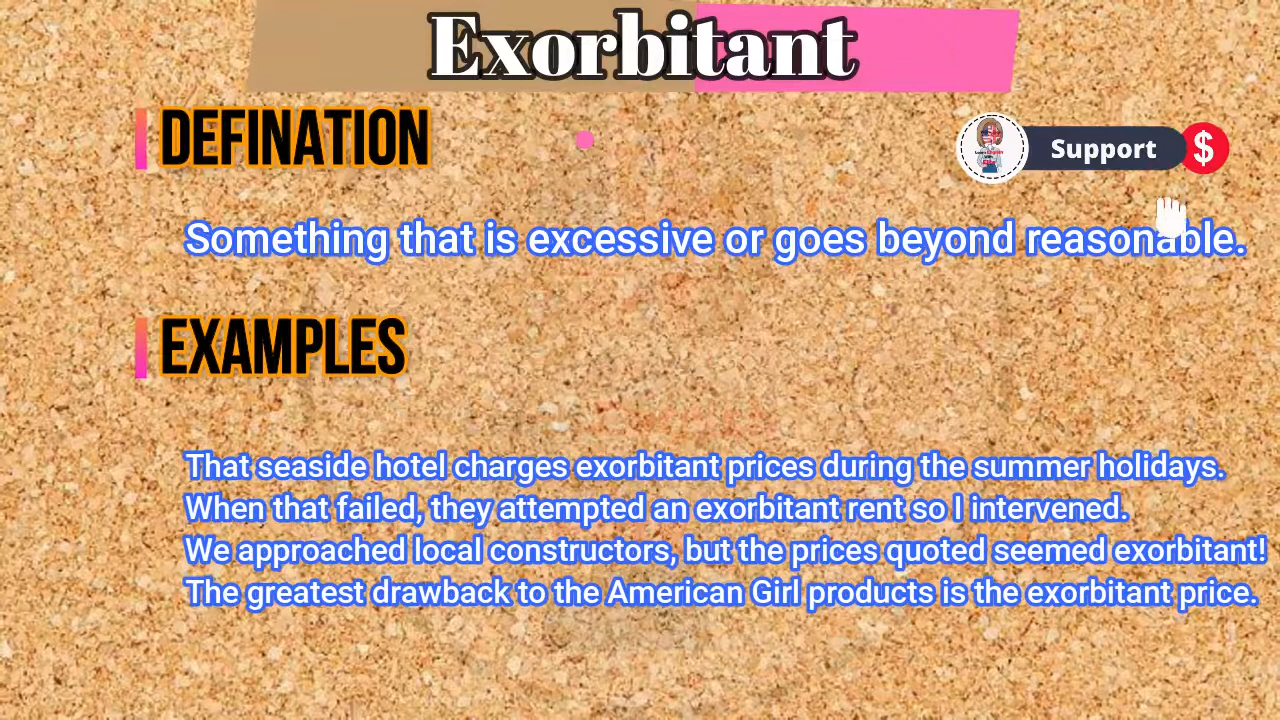 Exorbitant
DEFINATION
Support
$
Something that is excessive or goes beyond reasonable.
EXAMPLES
That seaside hotel charges exorbitant prices during the summer holidays.
When that failed, they attempted an exorbitant rent so I intervened.
We approached local constructors, but the prices quoted seemed exorbitant!
The greatest drawback to the American Girl products is the exorbitant price.